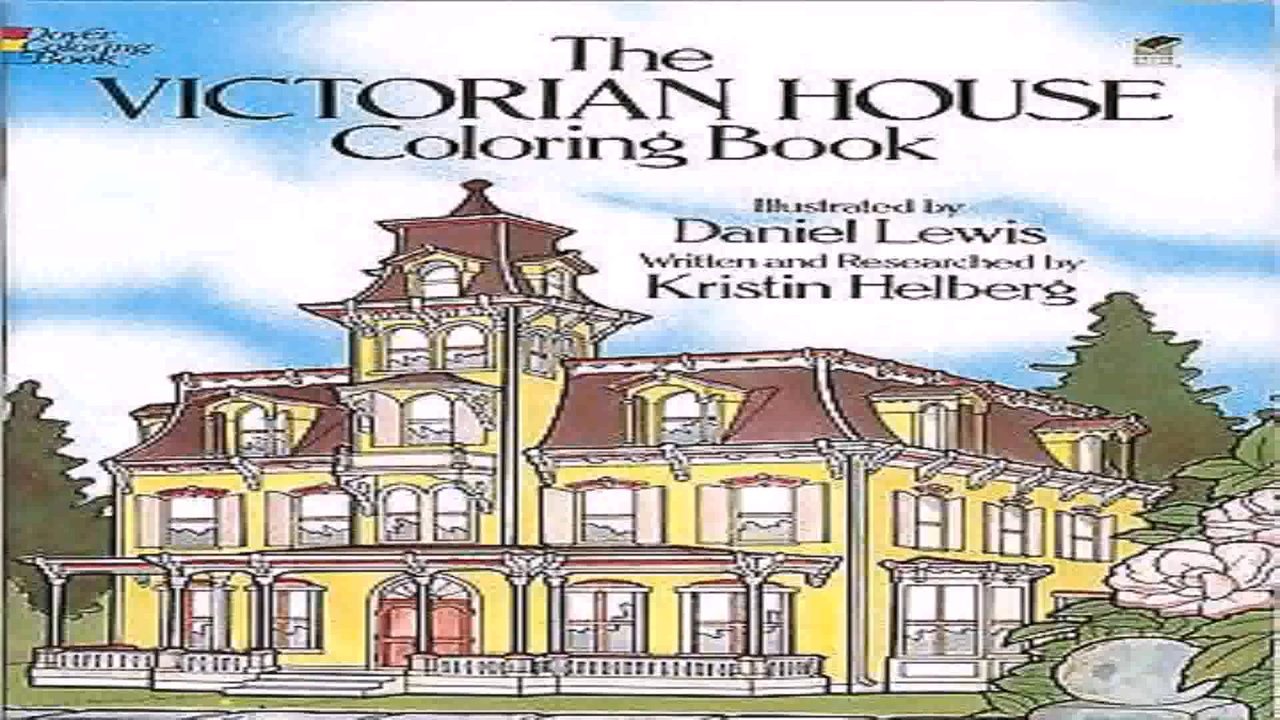 Dover
Coloring
Book
The
VICTORIAN HOUSE
Coloring Book
Illustrated by
Daniel Lewis
Written and Researched by
Kristin Helberg